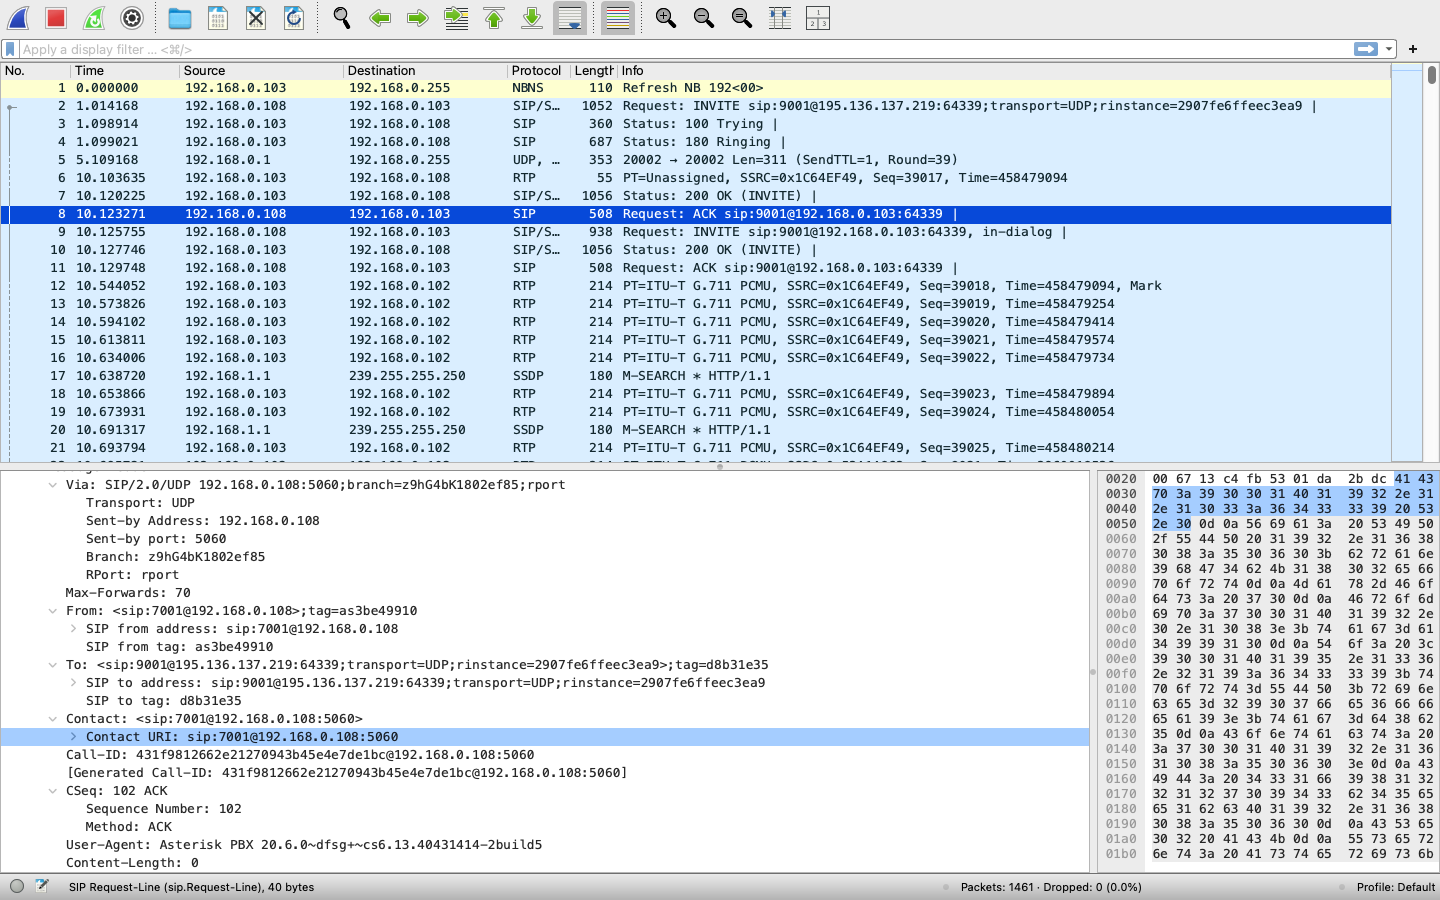 Apply a display filter ... <⌘/>
+
No. Time Source Destination Protocol Length Info
1 0.000000 192.168.0.103 192.168.0.255 NBNS 110 Refresh NB 192<00>
2 1.014168 192.168.0.108 192.168.0.103 SIP/S… 1052 Request: INVITE sip:9001@195.136.137.219:64339;transport=UDP;rinstance=2907fe6ffeec3ea9 |
3 1.098914 192.168.0.103 192.168.0.108 SIP 360 Status: 100 Trying |
4 1.099021 192.168.0.103 192.168.0.108 SIP 687 Status: 180 Ringing |
5 5.109168 192.168.0.1 192.168.0.255 UDP, … 353 20002 → 20002 Len=311 (SendTTL=1, Round=39)
6 10.103635 192.168.0.103 192.168.0.108 RTP 55 PT=Unassigned, SSRC=0x1C64EF49, Seq=39017, Time=458479094
7 10.120225 192.168.0.103 192.168.0.108 SIP/S… 1056 Status: 200 OK (INVITE) |
8 10.123271 192.168.0.108 192.168.0.103 SIP 508 Request: ACK sip:9001@192.168.0.103:64339 |
9 10.125755 192.168.0.108 192.168.0.103 SIP/S… 938 Request: INVITE sip:9001@192.168.0.103:64339, in-dialog |
10 10.127746 192.168.0.103 192.168.0.108 SIP/S… 1056 Status: 200 OK (INVITE) |
11 10.129748 192.168.0.108 192.168.0.103 SIP 508 Request: ACK sip:9001@192.168.0.103:64339 |
12 10.544052 192.168.0.103 192.168.0.102 RTP 214 PT=ITU-T G.711 PCMU, SSRC=0x1C64EF49, Seq=39018, Time=458479094, Mark
13 10.573826 192.168.0.103 192.168.0.102 RTP 214 PT=ITU-T G.711 PCMU, SSRC=0x1C64EF49, Seq=39019, Time=458479254
14 10.594102 192.168.0.103 192.168.0.102 RTP 214 PT=ITU-T G.711 PCMU, SSRC=0x1C64EF49, Seq=39020, Time=458479414
15 10.613811 192.168.0.103 192.168.0.102 RTP 214 PT=ITU-T G.711 PCMU, SSRC=0x1C64EF49, Seq=39021, Time=458479574
16 10.634006 192.168.0.103 192.168.0.102 RTP 214 PT=ITU-T G.711 PCMU, SSRC=0x1C64EF49, Seq=39022, Time=458479734
17 10.638720 192.168.1.1 239.255.255.250 SSDP 180 M-SEARCH * HTTP/1.1
18 10.653866 192.168.0.103 192.168.0.102 RTP 214 PT=ITU-T G.711 PCMU, SSRC=0x1C64EF49, Seq=39023, Time=458479894
19 10.673931 192.168.0.103 192.168.0.102 RTP 214 PT=ITU-T G.711 PCMU, SSRC=0x1C64EF49, Seq=39024, Time=458480054
20 10.691317 192.168.1.1 239.255.255.250 SSDP 180 M-SEARCH * HTTP/1.1
21 10.693794 192.168.0.103 192.168.0.102 RTP 214 PT=ITU-T G.711 PCMU, SSRC=0x1C64EF49, Seq=39025, Time=458480214
Via: SIP/2.0/UDP 192.168.0.108:5060;branch=z9hG4bK1802ef85;rport
Transport: UDP
Sent-by Address: 192.168.0.108
Sent-by port: 5060
Branch: z9hG4bK1802ef85
RPort: rport
Max-Forwards: 70
From: <sip:7001@192.168.0.108>;tag=as3be49910
SIP from address: sip:7001@192.168.0.108
SIP from tag: as3be49910
To: <sip:9001@195.136.137.219:64339;transport=UDP;rinstance=2907fe6ffeec3ea9>;tag=d8b31e35
SIP to address: sip:9001@195.136.137.219:64339;transport=UDP;rinstance=2907fe6ffeec3ea9
SIP to tag: d8b31e35
Contact: <sip:7001@192.168.0.108:5060>
Contact URI: sip:7001@192.168.0.108:5060
Call-ID: 431f9812662e21270943b45e4e7de1bc@192.168.0.108:5060
[Generated Call-ID: 431f9812662e21270943b45e4e7de1bc@192.168.0.108:5060]
CSeq: 102 ACK
Sequence Number: 102
Method: ACK
User-Agent: Asterisk PBX 20.6.0~dfsg+~cs6.13.40431414-2build5
Content-Length: 0
0020 00 67 13 c4 fb 53 01 da 2b dc 41 43
0030 70 3a 39 30 30 31 40 31 39 32 2e 31
0040 2e 31 30 33 3a 36 34 33 33 39 20 53
0050 2e 30 0d 0a 56 69 61 3a 20 53 49 50
0060 2f 55 44 50 20 31 39 32 2e 31 36 38
0070 30 38 3a 35 30 36 30 3b 62 72 61 6e
0080 39 68 47 34 62 4b 31 38 30 32 65 66
0090 70 6f 72 74 0d 0a 4d 61 78 2d 46 6f
00a0 64 73 3a 20 37 30 0d 0a 46 72 6f 6d
00b0 69 70 3a 37 30 30 31 40 31 39 32 2e
00c0 30 2e 31 30 38 3e 3b 74 61 67 3d 61
00d0 34 39 39 31 30 0d 0a 54 6f 3a 20 3c
00e0 39 30 30 31 40 31 39 35 2e 31 33 36
00f0 2e 32 31 39 3a 36 34 33 33 39 3b 74
0100 70 6f 72 74 3d 55 44 50 3b 72 69 6e
0110 63 65 3d 32 39 30 37 66 65 36 66 66
0120 65 61 39 3e 3b 74 61 67 3d 64 38 62
0130 35 0d 0a 43 6f 6e 74 61 63 74 3a 20
0140 3a 37 30 30 31 40 31 39 32 2e 31 36
0150 31 30 38 3a 35 30 36 30 3e 0d 0a 43
0160 49 44 3a 20 34 33 31 66 39 38 31 32
0170 32 31 32 37 30 39 34 33 62 34 35 65
0180 65 31 62 63 40 31 39 32 2e 31 36 38
0190 30 38 3a 35 30 36 30 0d 0a 43 53 65
01a0 30 32 20 41 43 4b 0d 0a 55 73 65 72
01b0 6e 74 3a 20 41 73 74 65 72 69 73 6b
SIP Request-Line (sip.Request-Line), 40 bytes
Packets: 1461 · Dropped: 0 (0.0%)
Profile: Default